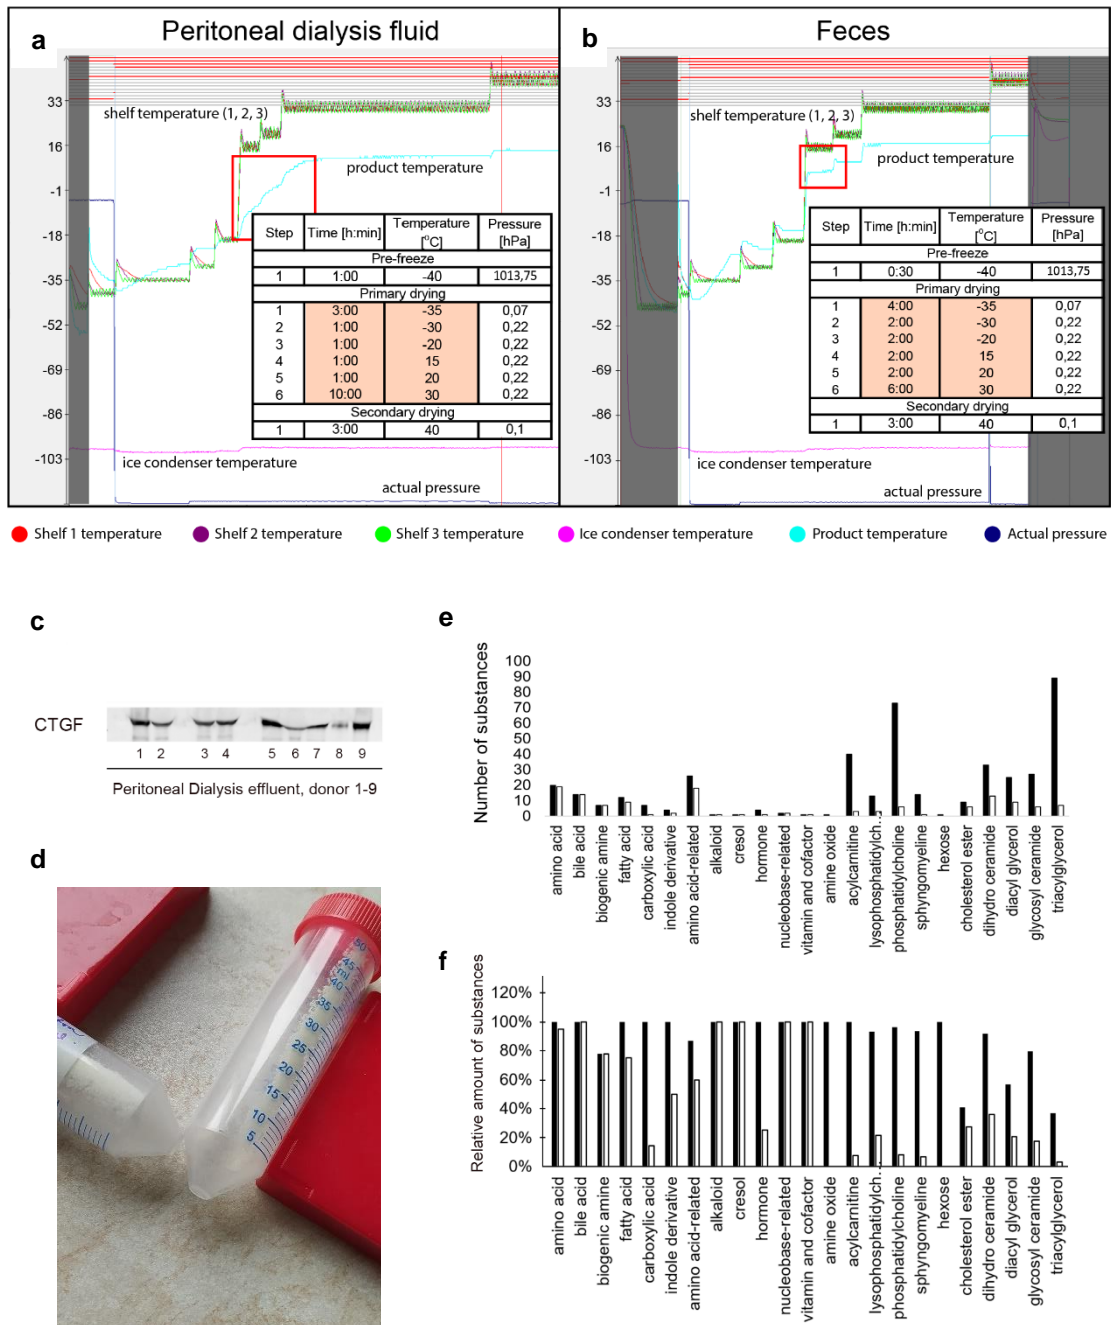 a
Peritoneal dialysis fluid
b
Feces
33
16
-1
-18
-35
-52
-69
-86
-103
shelf temperature (1, 2, 3)
product temperature
Step Time [h:min] Temperature [°C] Pressure [hPa]
Pre-freeze
1 1:00 -40 1013,75
Primary drying
1 3:00 -35 0,07
2 1:00 -30 0,22
3 1:00 -20 0,22
4 1:00 15 0,22
5 1:00 20 0,22
6 10:00 30 0,22
Secondary drying
1 3:00 40 0,1
ice condenser temperature
actual pressure
33
16
-1
-18
-35
-52
-69
-86
-103
shelf temperature (1, 2, 3)
product temperature
Step Time [h:min] Temperature [°C] Pressure [hPa]
Pre-freeze
1 0:30 -40 1013,75
Primary drying
1 4:00 -35 0,07
2 2:00 -30 0,22
3 2:00 -20 0,22
4 2:00 15 0,22
5 2:00 20 0,22
6 6:00 30 0,22
Secondary drying
1 3:00 40 0,1
ice condenser temperature
actual pressure
Shelf 1 temperature Shelf 2 temperature Shelf 3 temperature Ice condenser temperature Product temperature Actual pressure
c
CTGF
1 2 3 4 5 6 7 8 9
Peritoneal Dialysis effluent, donor 1-9
d
50
45
ml
40
35
30
25
20
15
10
5
e
Number of substances
100
90
80
70
60
50
40
30
20
10
0
amino acid
bile acid
biogenic amine
fatty acid
carboxylic acid
indole derivative
amino acid-related
alkaloid
cresol
hormone
nucleobase-related
vitamin and cofactor
amine oxide
acylcarnitine
lysophosphatidylch...
phosphatidylcholine
sphyngomyeline
hexose
cholesterol ester
dihydro ceramide
diacyl glycerol
glycosyl ceramide
triacylglycerol
f
Relative amount of substances
120%
100%
80%
60%
40%
20%
0%
amino acid
bile acid
biogenic amine
fatty acid
carboxylic acid
indole derivative
amino acid-related
alkaloid
cresol
hormone
nucleobase-related
vitamin and cofactor
amine oxide
acylcarnitine
lysophosphatidylch...
phosphatidylcholine
sphyngomyeline
hexose
cholesterol ester
dihydro ceramide
diacyl glycerol
glycosyl ceramide
triacylglycerol